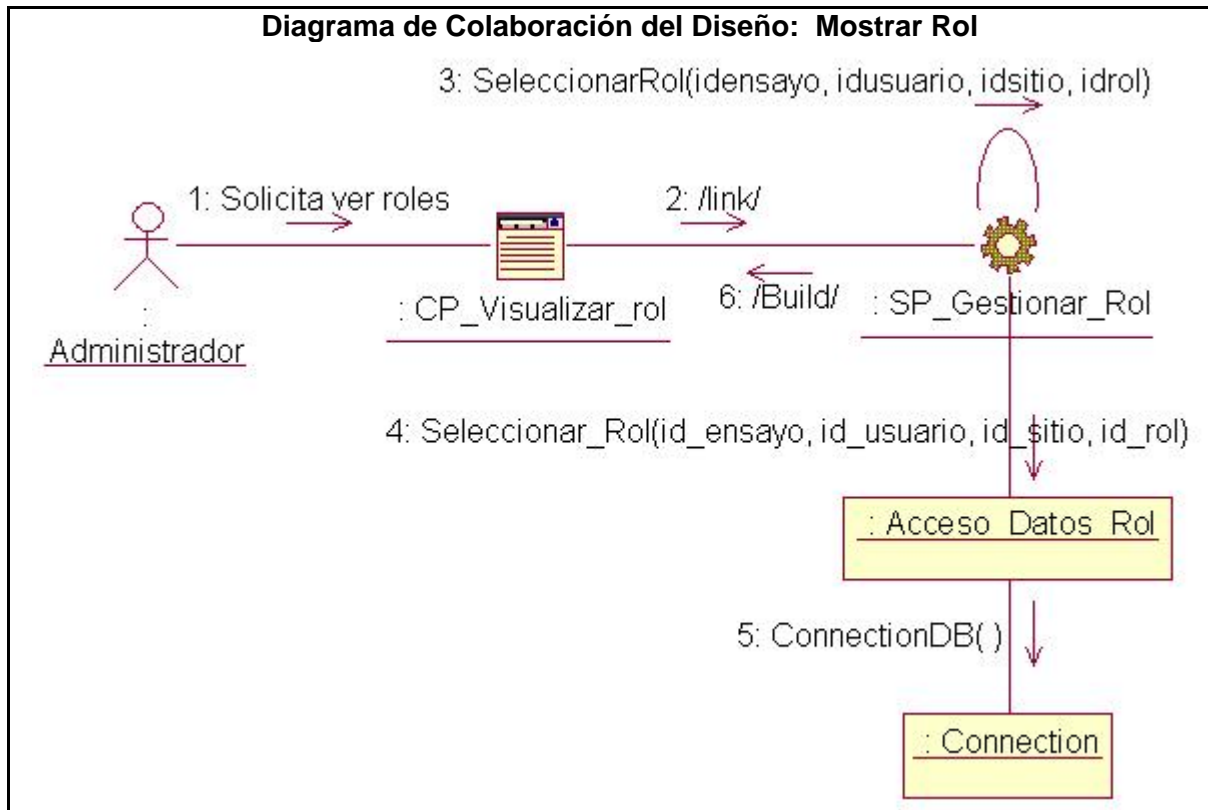 Diagrama de Colaboración del Diseño:  Mostrar Rol
3: SeleccionarRol(idensayo, idusuario, idsitio, idrol)
1: Solicita ver roles
2: /link/
6: /Build/
: CP_Visualizar_rol
: SP_Gestionar_Rol
:
Administrador
4: Seleccionar_Rol(id_ensayo, id_usuario, id_sitio, id_rol)
: Acceso_Datos_Rol
5: ConnectionDB( )
: Connection